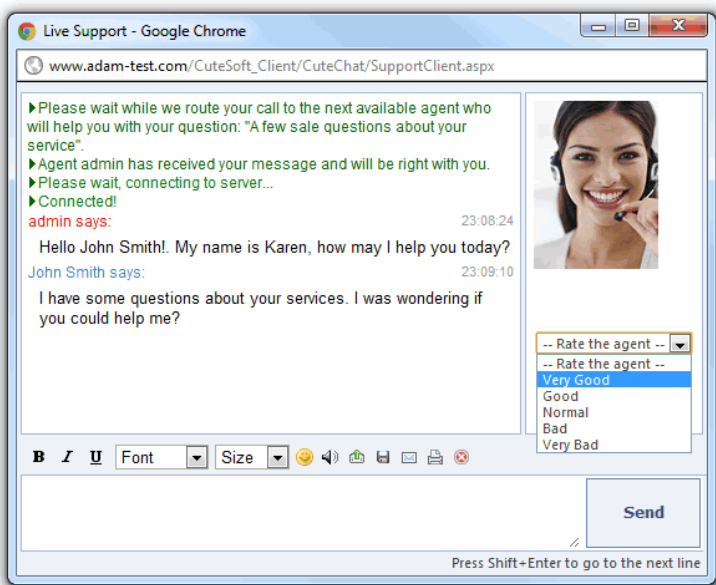 Live Support - Google Chrome
www.adam-test.com/CuteSoft_Client/CuteChat/SupportClient.aspx
Please wait while we route your call to the next available agent who
will help you with your question: "A few sale questions about your
service".
Agent admin has received your message and will be right with you.
Please wait, connecting to server...
Connected!
admin says: 23:08:24
Hello John Smith!. My name is Karen, how may I help you today?
John Smith says: 23:09:10
I have some questions about your services. I was wondering if
you could help me?
-- Rate the agent --
-- Rate the agent --
Very Good
Good
Normal
Bad
Very Bad
B I U Font Size
Send
Press Shift+Enter to go to the next line